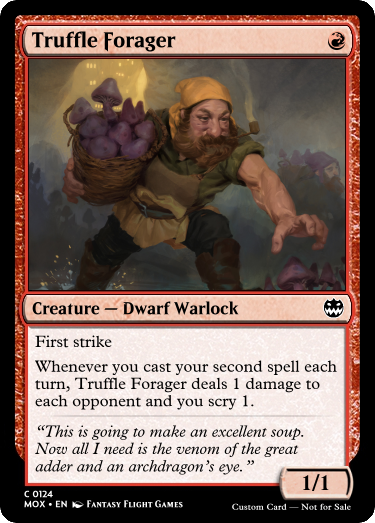 Truffle Forager
Creature — Dwarf Warlock
First strike
Whenever you cast your second spell each
turn, Truffle Forager deals 1 damage to
each opponent and you scry 1.
“This is going to make an excellent soup.
Now all I need is the venom of the great
adder and an archdragon’s eye.”
1/1
C 0124
MOX • EN Fantasy Flight Games
Custom Card — Not for Sale